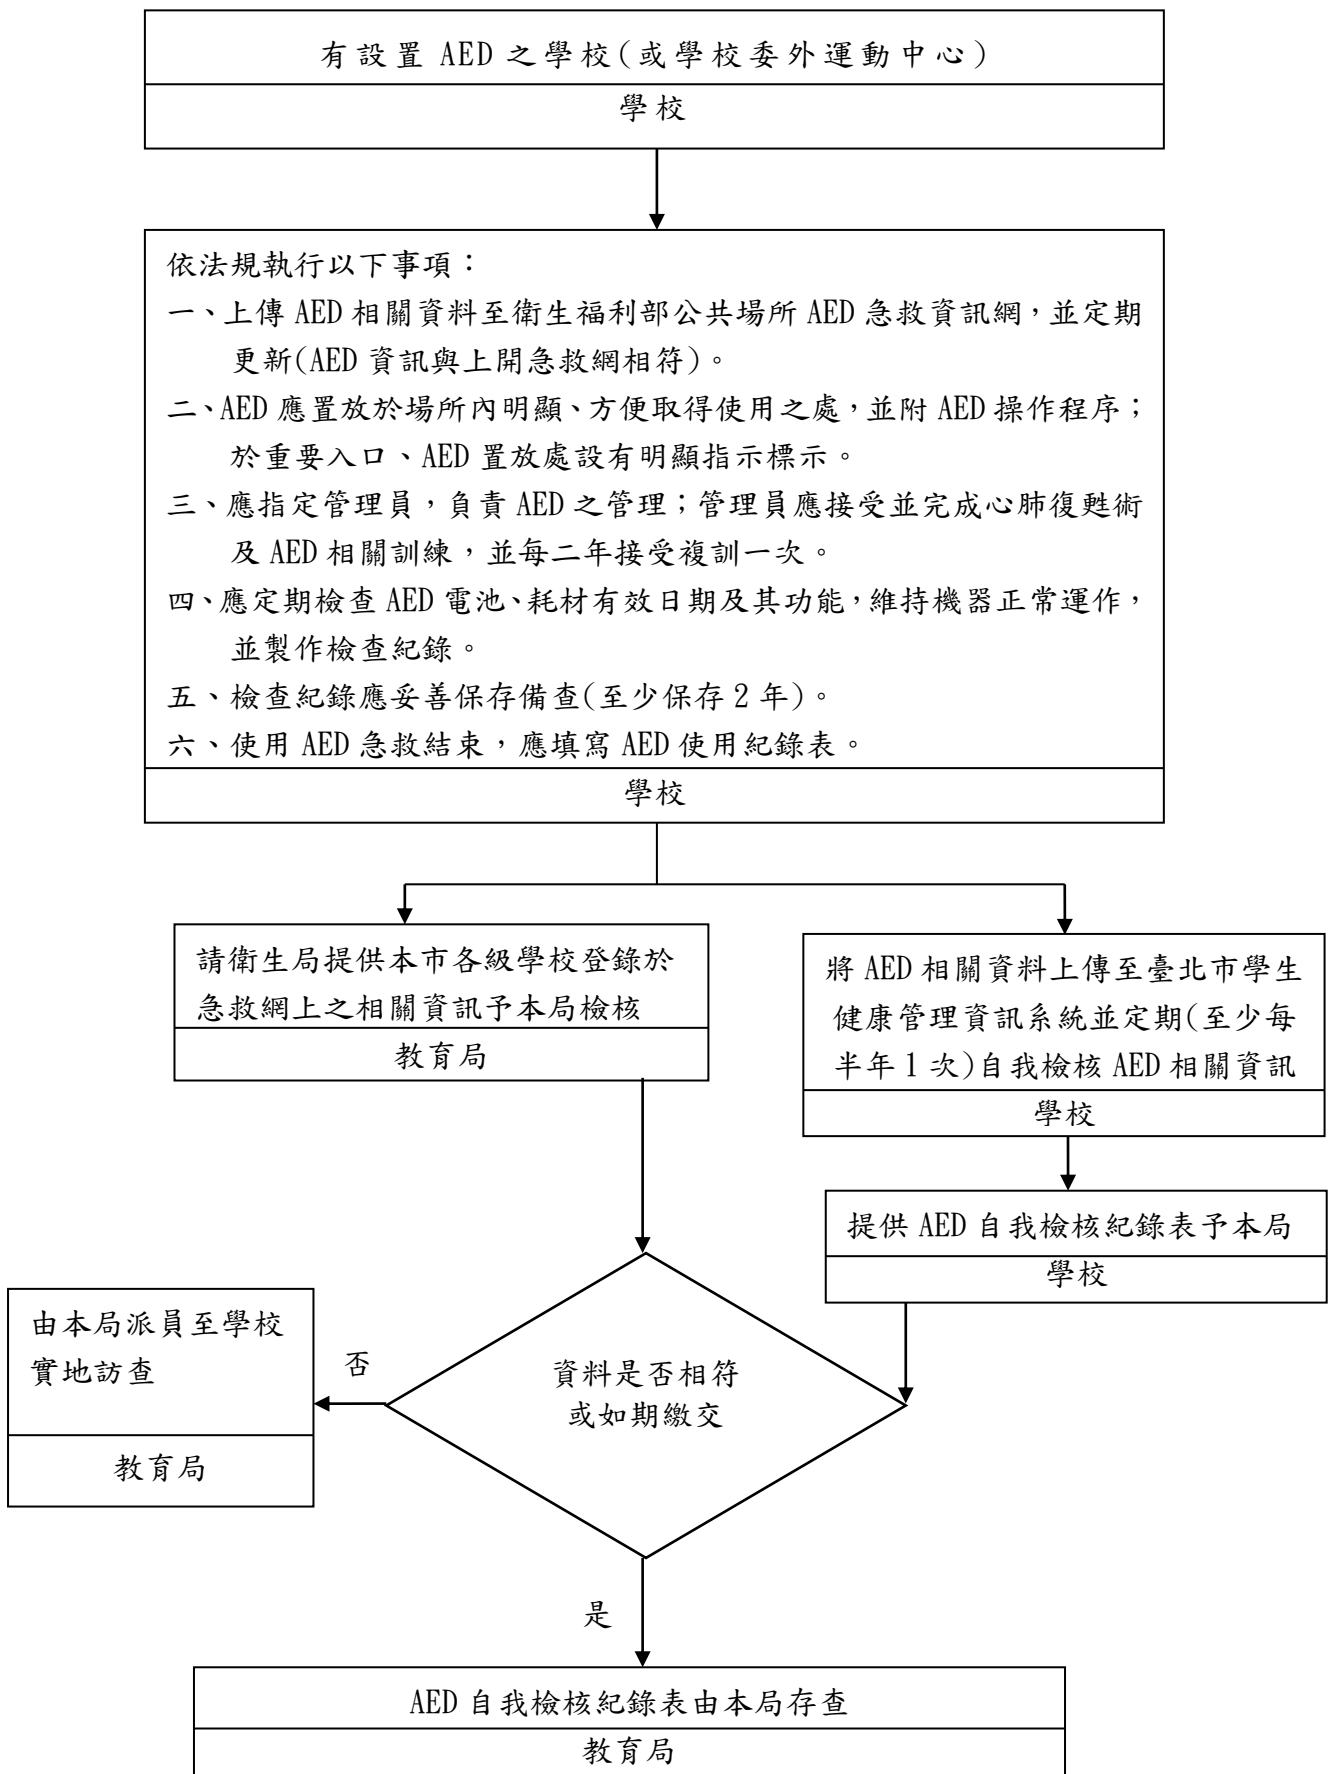 有設置 AED 之學校(或學校委外運動中心)
學校
依法規執行以下事項：
一、上傳 AED 相關資料至衛生福利部公共場所 AED 急救資訊網，並定期
更新(AED 資訊與上開急救網相符)。
二、AED 應置放於場所內明顯、方便取得使用之處，並附 AED 操作程序；
於重要入口、AED 置放處設有明顯指示標示。
三、應指定管理員，負責 AED 之管理；管理員應接受並完成心肺復甦術
及 AED 相關訓練，並每二年接受複訓一次。
四、應定期檢查 AED 電池、耗材有效日期及其功能，維持機器正常運作，
並製作檢查紀錄。
五、檢查紀錄應妥善保存備查(至少保存 2 年)。
六、使用 AED 急救結束，應填寫 AED 使用紀錄表。
學校
請衛生局提供本市各級學校登錄於
急救網上之相關資訊予本局檢核
教育局
將 AED 相關資料上傳至臺北市學生
健康管理資訊系統並定期(至少每
半年 1 次)自我檢核 AED 相關資訊
學校
提供 AED 自我檢核紀錄表予本局
學校
資料是否相符
或如期繳交
否
由本局派員至學校
實地訪查
教育局
是
AED 自我檢核紀錄表由本局存查
教育局